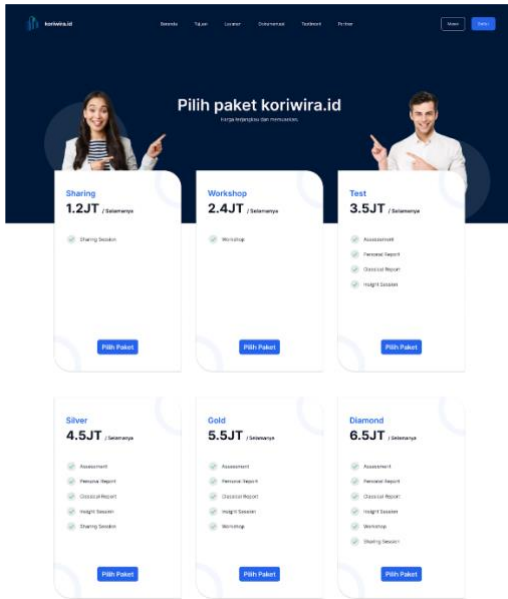 koriwira.id
Beranda Tujuan Layanan Dokumentasi Testimoni Partner
Masuk Daftar
Pilih paket koriwira.id
Harga terjangkau dan memuaskan.
Sharing
1.2JT / Selamanya
Sharing Session
Pilih Paket
Workshop
2.4JT / Selamanya
Workshop
Pilih Paket
Test
3.5JT / Selamanya
Assessment
Personal Report
Classical Report
Insight Session
Pilih Paket
Silver
4.5JT / Selamanya
Assessment
Personal Report
Classical Report
Insight Session
Sharing Session
Pilih Paket
Gold
5.5JT / Selamanya
Assessment
Personal Report
Classical Report
Insight Session
Workshop
Pilih Paket
Diamond
6.5JT / Selamanya
Assessment
Personal Report
Classical Report
Insight Session
Workshop
Sharing Session
Pilih Paket